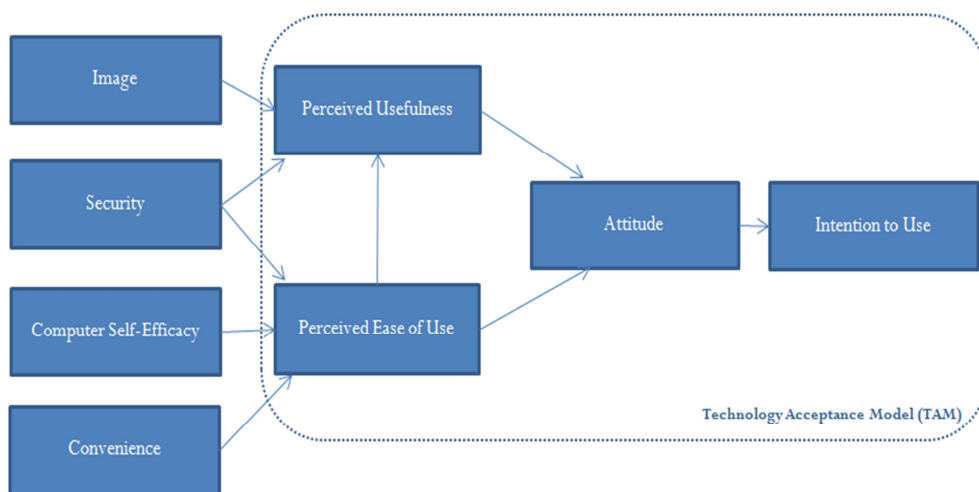 Image
Perceived Usefulness
Security
Attitude
Intention to Use
Computer Self-Efficacy
Perceived Ease of Use
Technology Acceptance Model (TAM)
Convenience